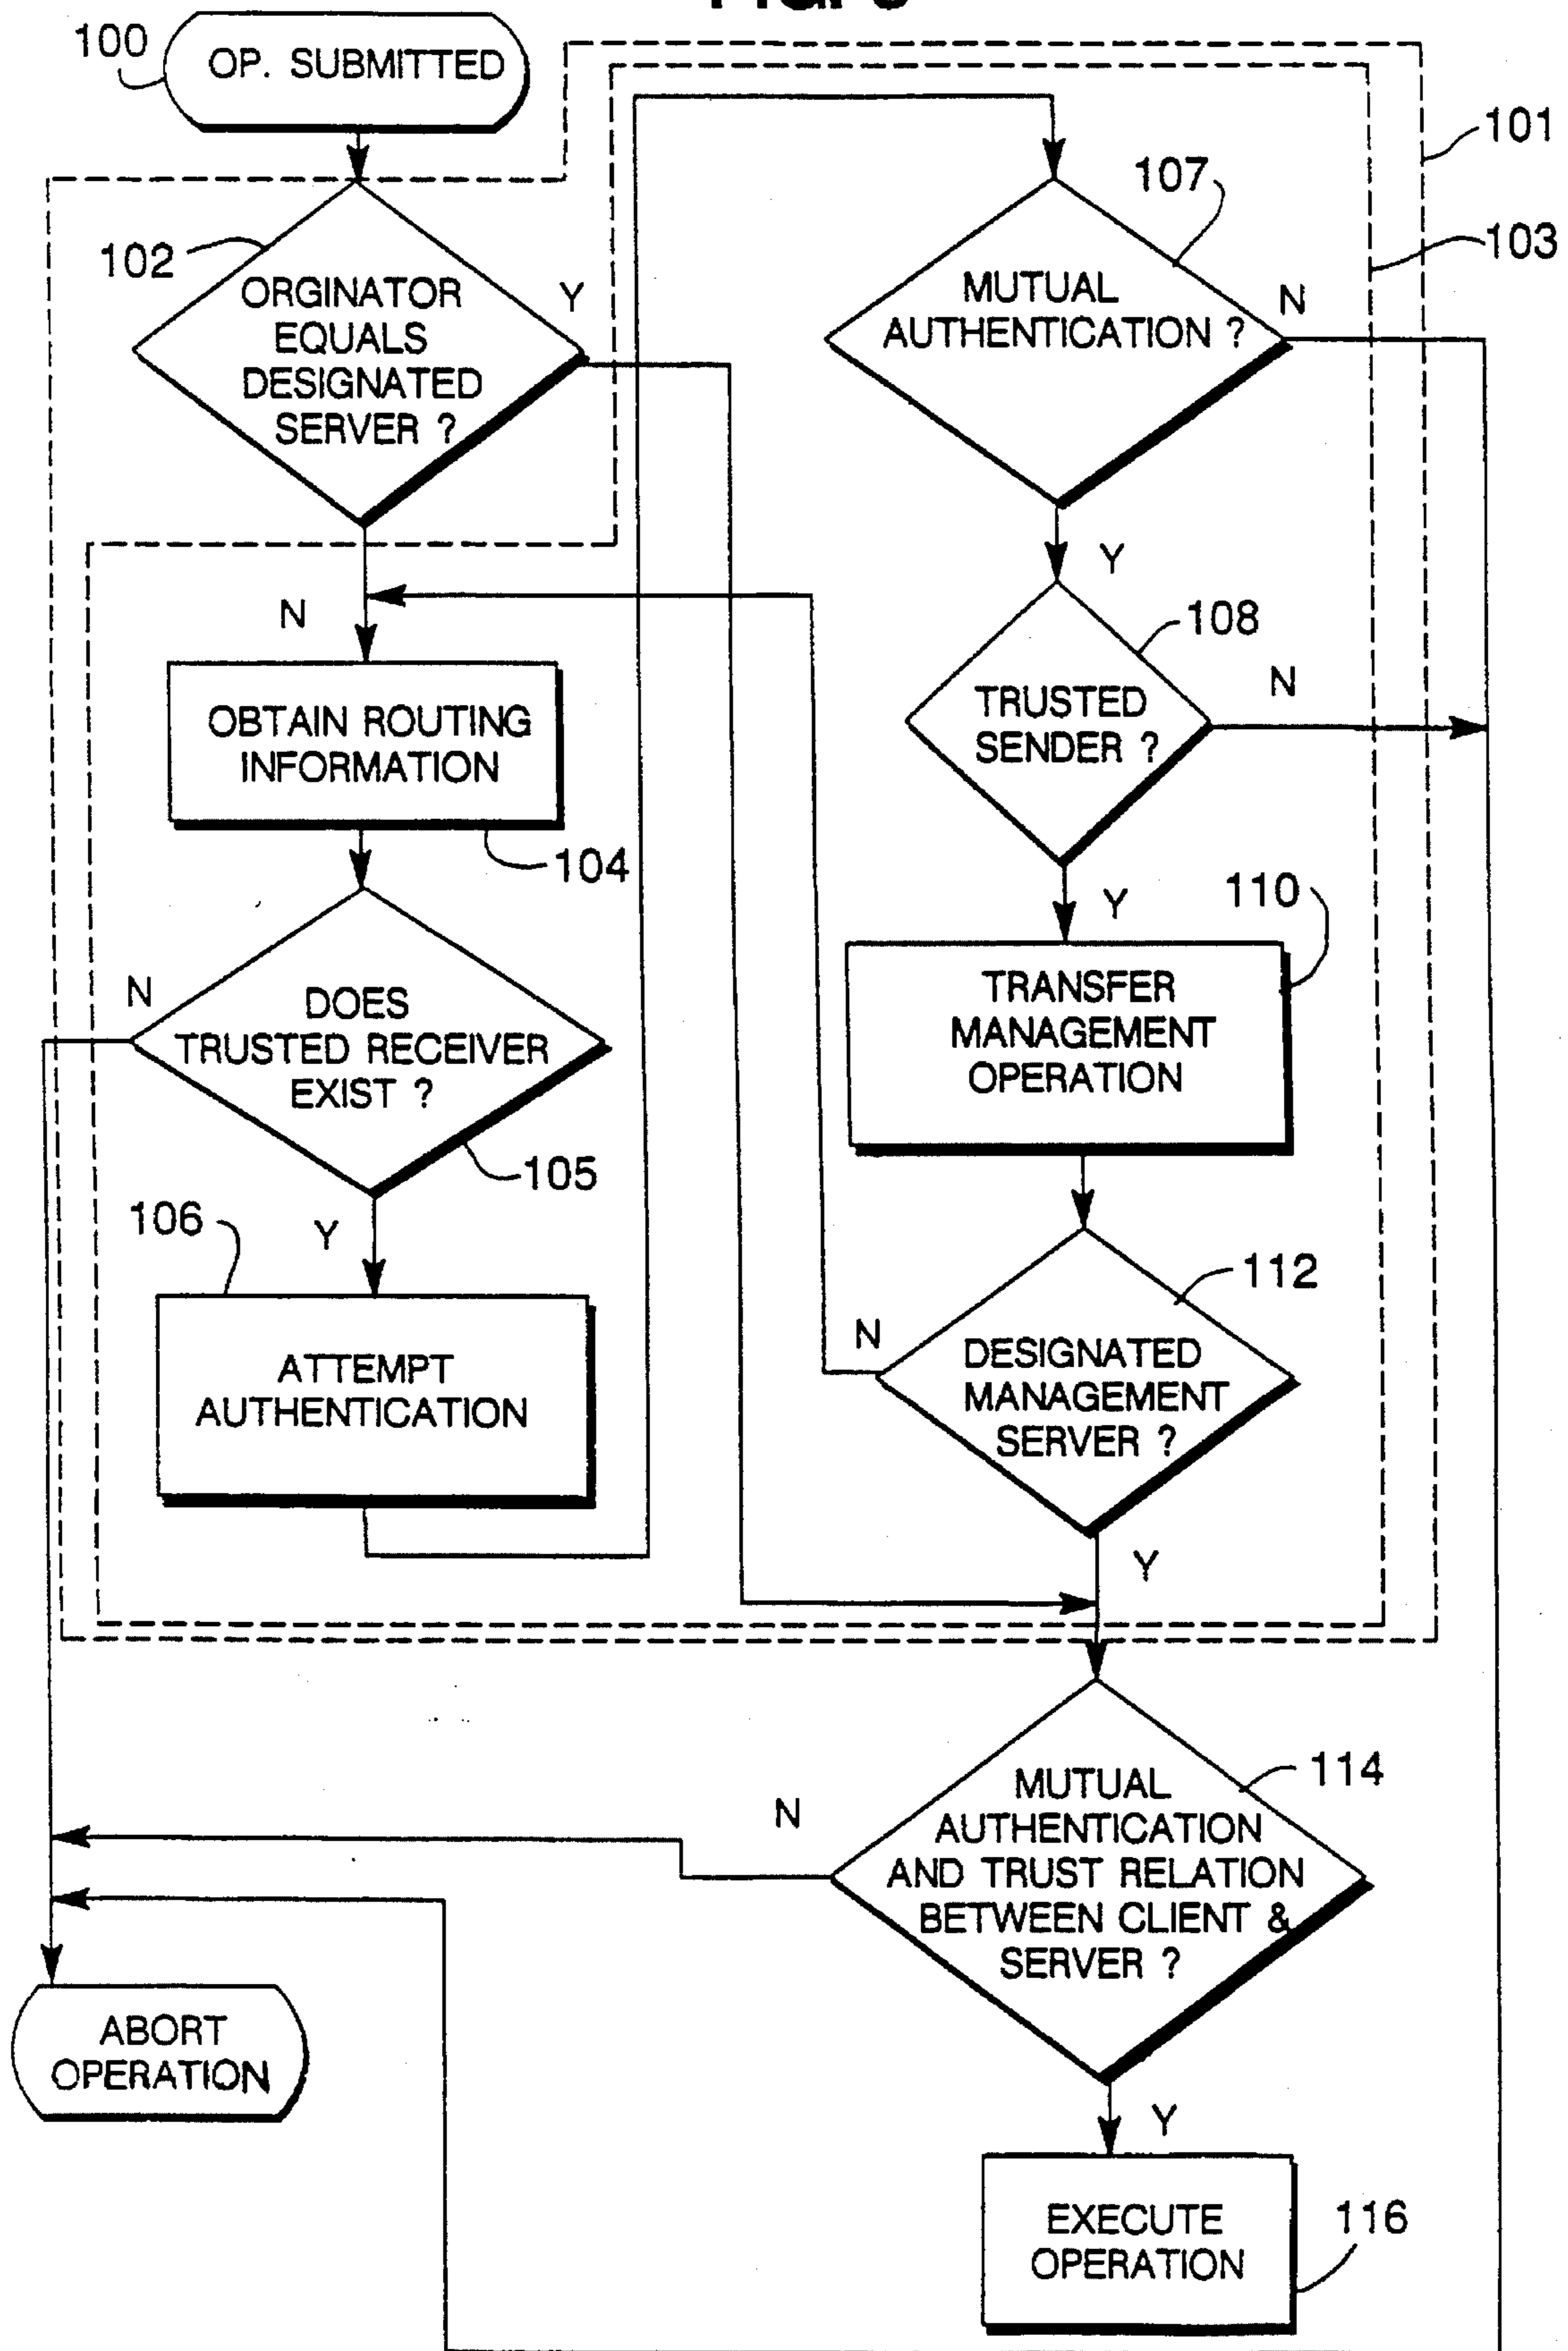 100
OP. SUBMITTED
101
103
102
ORGINATOR
EQUALS
DESIGNATED
SERVER ?
Y
N
107
MUTUAL
AUTHENTICATION ?
N
Y
108
TRUSTED
SENDER ?
N
Y
OBTAIN ROUTING
INFORMATION
104
N
DOES
TRUSTED RECEIVER
EXIST ?
105
Y
106
ATTEMPT
AUTHENTICATION
110
TRANSFER
MANAGEMENT
OPERATION
112
N
DESIGNATED
MANAGEMENT
SERVER ?
Y
114
N
MUTUAL
AUTHENTICATION
AND TRUST RELATION
BETWEEN CLIENT &
SERVER ?
Y
ABORT
OPERATION
EXECUTE
OPERATION
116